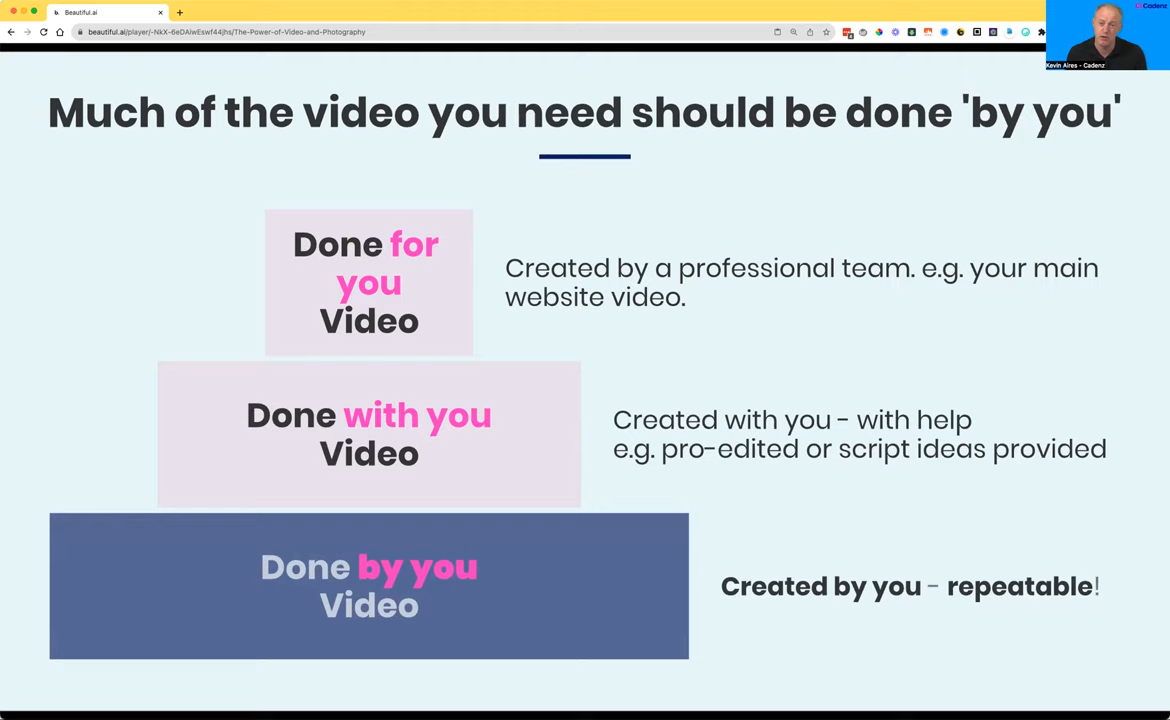 Beautiful.ai
beautiful.ai/player/-NkX-6eDAiwEswf44jhs/The-Power-of-Video-and-Photography
Cadenz
Kevin Aires - Cadenz
Much of the video you need should be done 'by you'
Done for
you
Video
Created by a professional team. e.g. your main
website video.
Done with you
Video
Created with you - with help
e.g. pro-edited or script ideas provided
Done by you
Video
Created by you - repeatable!